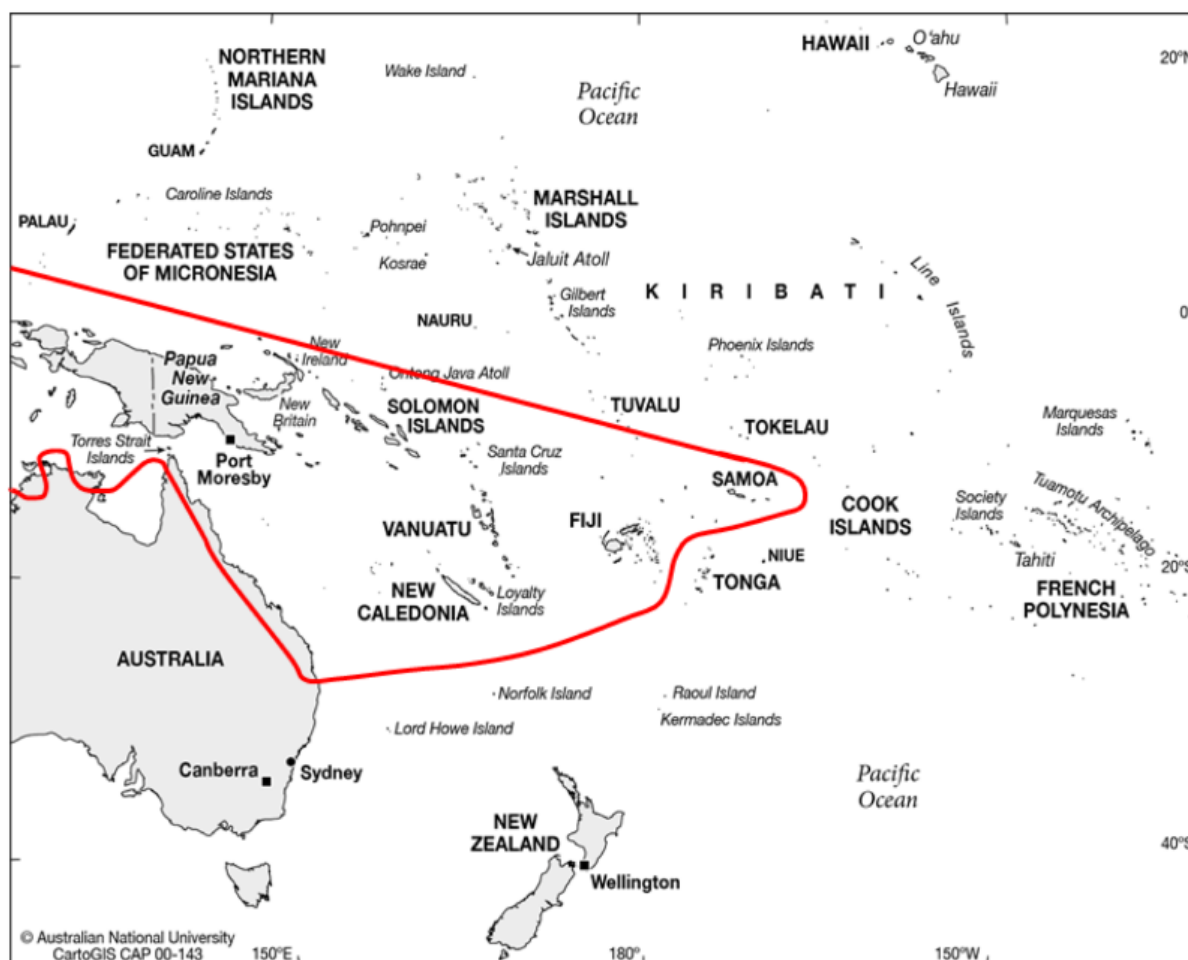 NORTHERN
MARIANA
ISLANDS
Wake Island
Pacific
Ocean
HAWAII
O'ahu
Hawaii
20°N
GUAM
Caroline Islands
PALAU
FEDERATED STATES
OF MICRONESIA
Pohnpei
Kosrae
MARSHALL
ISLANDS
Jaluit Atoll
Gilbert
Islands
KIRIBATI
Line
Islands
NAURU
0
Phoenix Islands
Papua
New
Guinea
New
Ireland
Ontong Java Atoll
New
Britain
SOLOMON
ISLANDS
TUVALU
TOKELAU
Marquesas
Islands
Torres Strait
Islands
Port
Moresby
Santa Cruz
Islands
SAMOA
COOK
ISLANDS
Society
Islands
Tuamotu Archipelago
VANUATU
FIJI
NIUE
Tahiti
20°S
NEW
CALEDONIA
Loyalty
Islands
TONGA
FRENCH
POLYNESIA
AUSTRALIA
Norfolk Island
Raoul Island
Lord Howe Island
Kermadec Islands
Canberra
Sydney
Pacific
Ocean
NEW
ZEALAND
Wellington
40°S
© Australian National University
CartoGIS CAP 00-143
150°E
180°
150°W